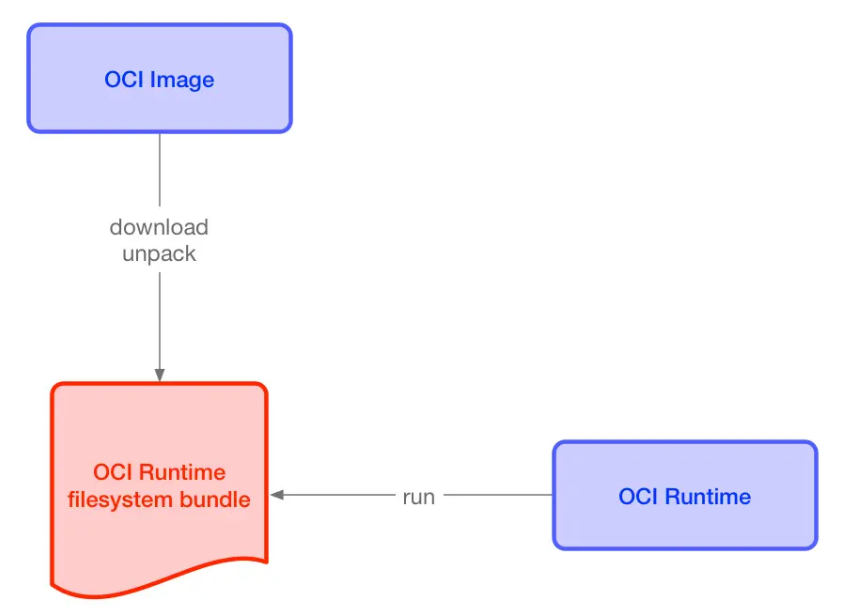 OCI Image
download
unpack
OCI Runtime
filesystem bundle
run
OCI Runtime